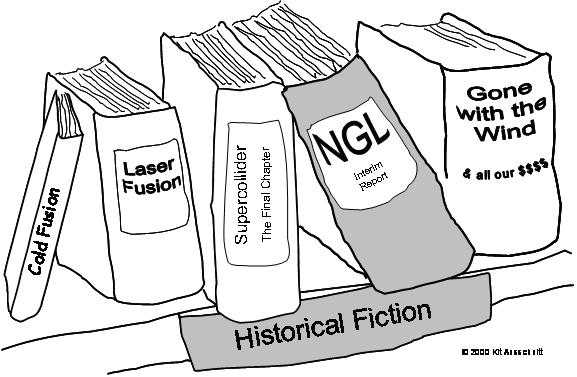 Cold Fusion
Laser
Fusion
Supercollider
The Final Chapter
NGL
Interim
Report
Gone
with the
Wind
& all our $$$$
Historical Fiction
© 2000 Kit